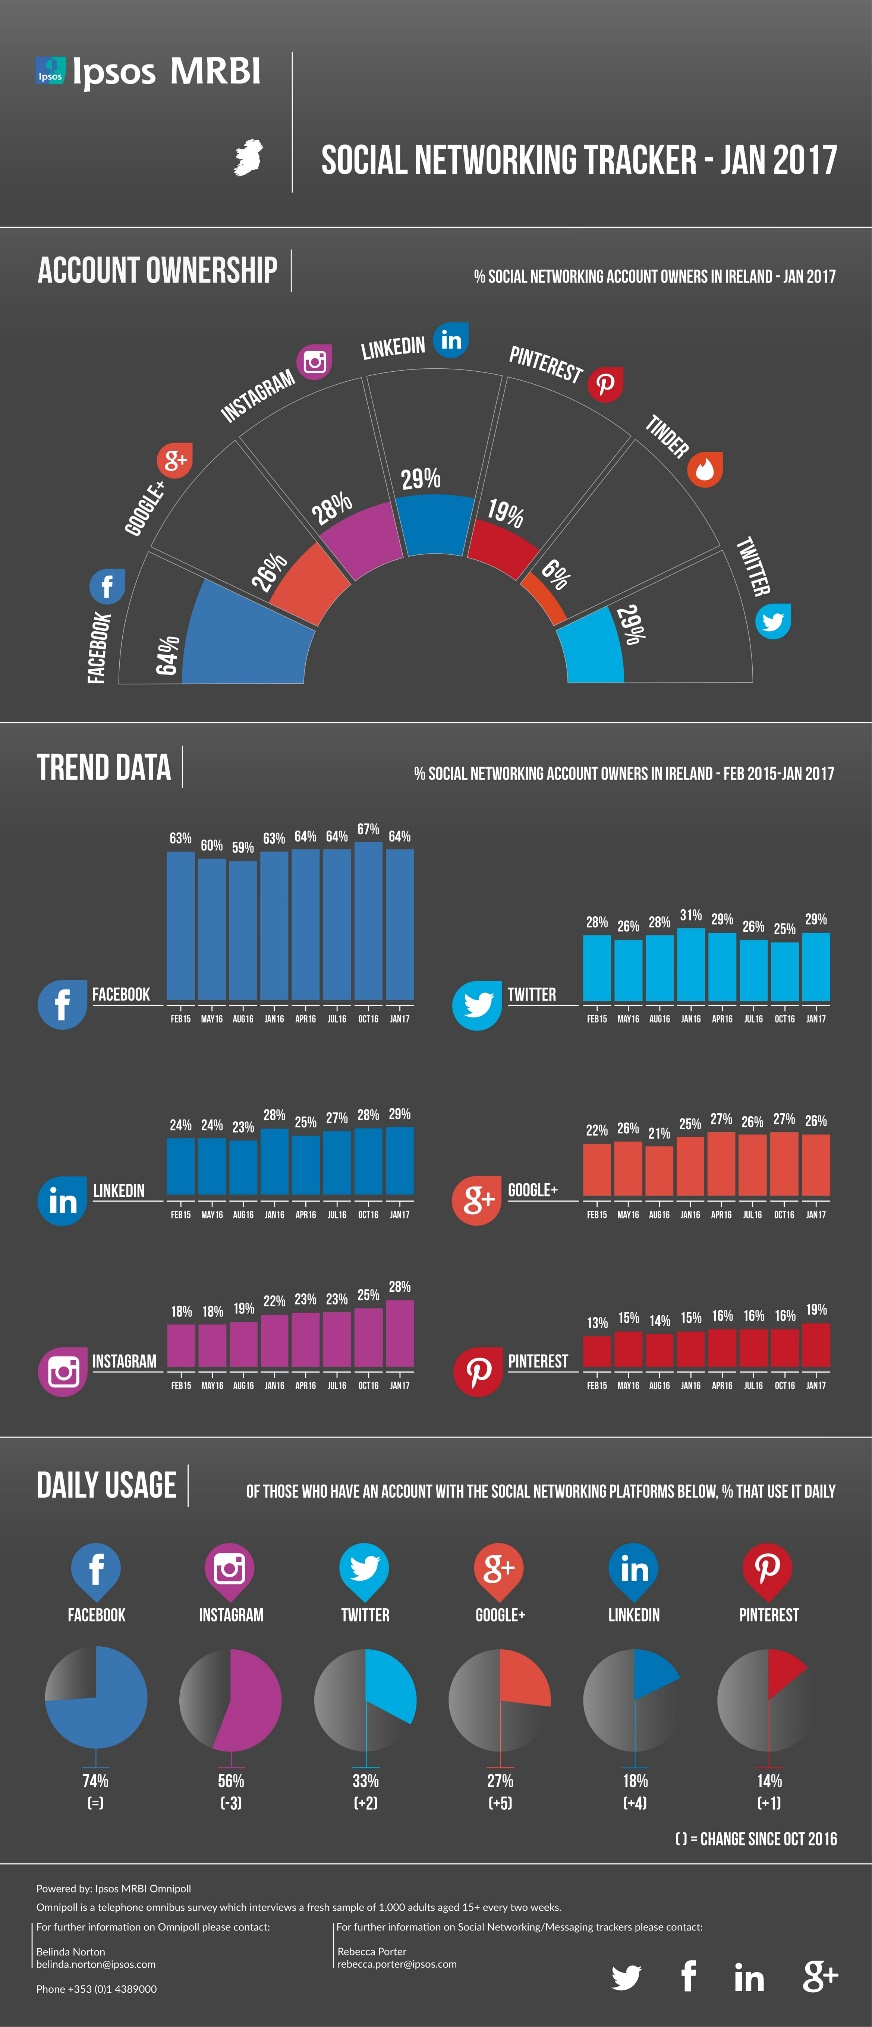 Ipsos
Ipsos MRBI
SOCIAL NETWORKING TRACKER - JAN 2017
ACCOUNT OWNERSHIP
% SOCIAL NETWORKING ACCOUNT OWNERS IN IRELAND - JAN 2017
FACEBOOK
64%
GOOGLE+
26%
INSTAGRAM
28%
LINKEDIN
29%
PINTEREST
19%
TINDER
6%
TWITTER
29%
TREND DATA
% SOCIAL NETWORKING ACCOUNT OWNERS IN IRELAND - FEB 2015-JAN 2017
63% 60% 59% 63% 64% 64% 67% 64%
FACEBOOK
FEB15 MAY16 AUG16 JAN16 APR16 JUL16 OCT16 JAN17
28% 26% 28% 31% 29% 26% 25% 29%
TWITTER
FEB15 MAY16 AUG16 JAN16 APR16 JUL16 OCT16 JAN17
24% 24% 23% 28% 25% 27% 28% 29%
LINKEDIN
FEB15 MAY16 AUG16 JAN16 APR16 JUL16 OCT16 JAN17
22% 26% 21% 25% 27% 26% 27% 26%
GOOGLE+
FEB15 MAY16 AUG16 JAN16 APR16 JUL16 OCT16 JAN17
18% 18% 19% 22% 23% 23% 25% 28%
INSTAGRAM
FEB15 MAY16 AUG16 JAN16 APR16 JUL16 OCT16 JAN17
13% 15% 14% 15% 16% 16% 16% 19%
PINTEREST
FEB15 MAY16 AUG16 JAN16 APR16 JUL16 OCT16 JAN17
DAILY USAGE
OF THOSE WHO HAVE AN ACCOUNT WITH THE SOCIAL NETWORKING PLATFORMS BELOW, % THAT USE IT DAILY
FACEBOOK INSTAGRAM TWITTER GOOGLE+ LINKEDIN PINTEREST
74% 56% 33% 27% 18% 14%
(=) (-3) (+2) (+5) (+4) (+1)
( ) = CHANGE SINCE OCT 2016
Powered by: Ipsos MRBI Omnipoll
Omnipoll is a telephone omnibus survey which interviews a fresh sample of 1,000 adults aged 15+ every two weeks.
For further information on Omnipoll please contact:
Belinda Norton
belinda.norton@ipsos.com
Phone +353 (0)1 4389000
For further information on Social Networking/Messaging trackers please contact:
Rebecca Porter
rebecca.porter@ipsos.com